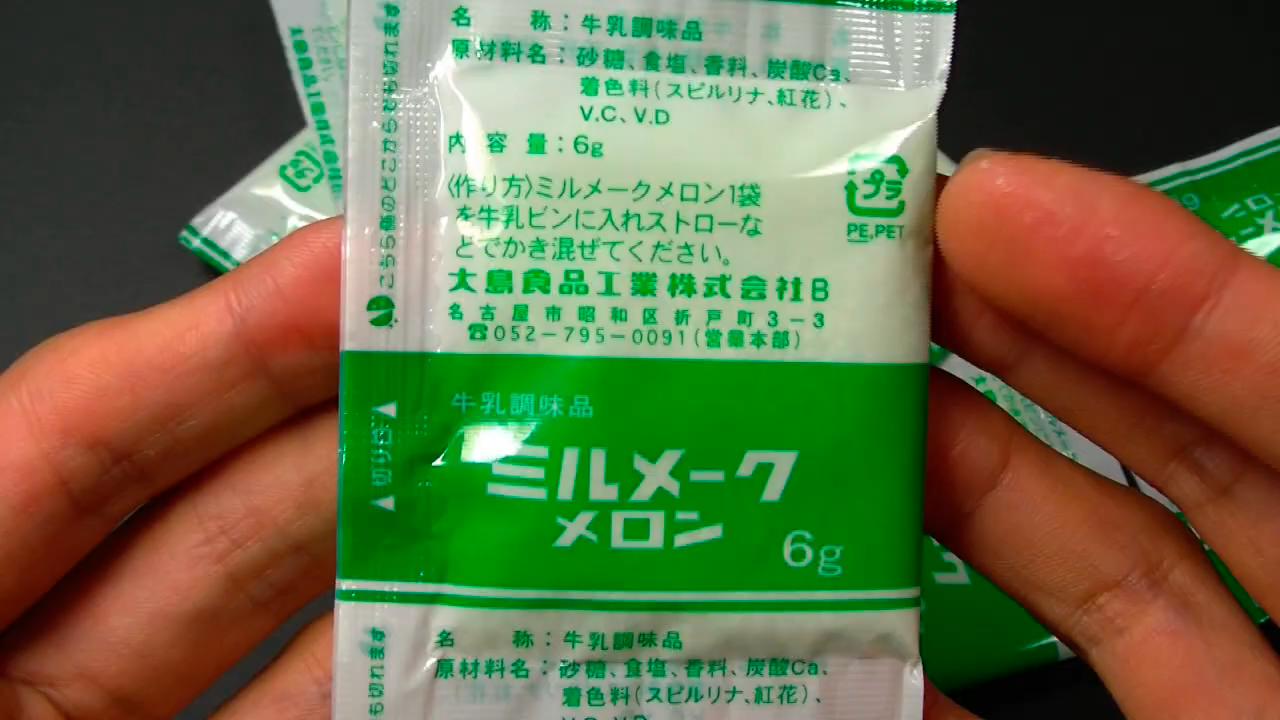 名 称：牛乳調味品
原材料名：砂糖、食塩、香料、炭酸Ca、
着色料(スピルリナ、紅花)、
V.C、V.D
内 容 量：6g
〈作り方〉ミルメークメロン1袋
を牛乳ビンに入れストローな
どでかき混ぜてください。
大島食品工業株式会社B
名古屋市昭和区折戸町3－3
☎052－795－0091(営業本部)
プラ
PE,PET
こちら側のどこからでも切れます
牛乳調味品
ミルメーク
メロン
6g
切り口
名 称：牛乳調味品
原材料名：砂糖、食塩、香料、炭酸Ca、
着色料(スピルリナ、紅花)、
V.C、V.D
も切れます